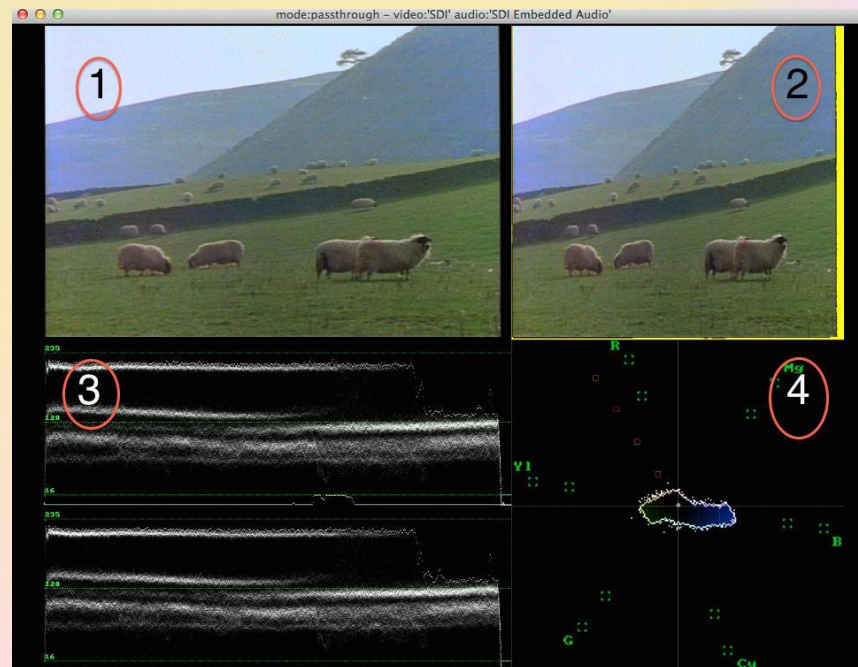 mode:passthrough – video:'SDI' audio:'SDI Embedded Audio'
1
2
235
3
128
16
235
128
16
R
Mg
4
Yl
B
G
Cy